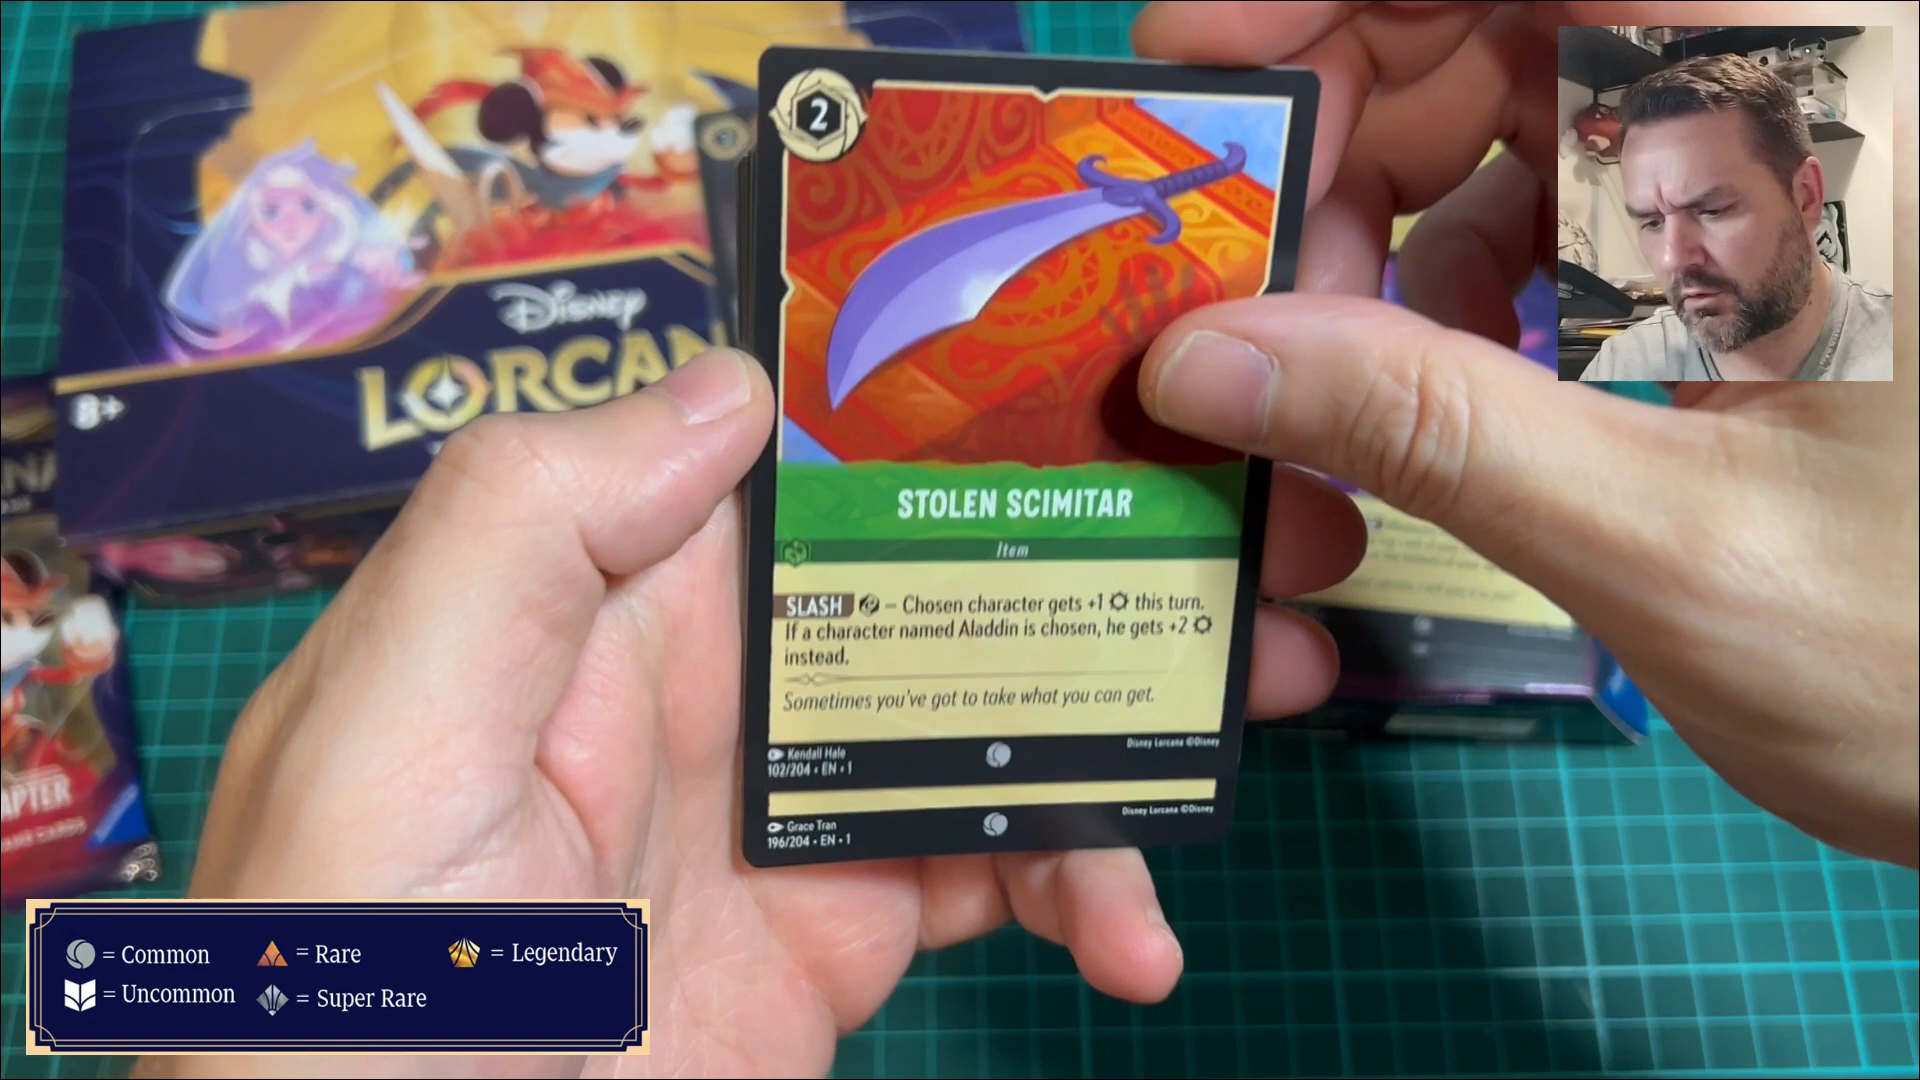 Disney
LORCA
8+
2
STOLEN SCIMITAR
Item
SLASH – Chosen character gets +1 this turn.
If a character named Aladdin is chosen, he gets +2
instead.
Sometimes you've got to take what you can get.
Kendall Hale
Disney Lorcana ©Disney
102/204 • EN • 1
Disney Lorcana ©Disney
Grace Tran
196/204 • EN • 1
= Common
= Rare
= Legendary
= Uncommon
= Super Rare